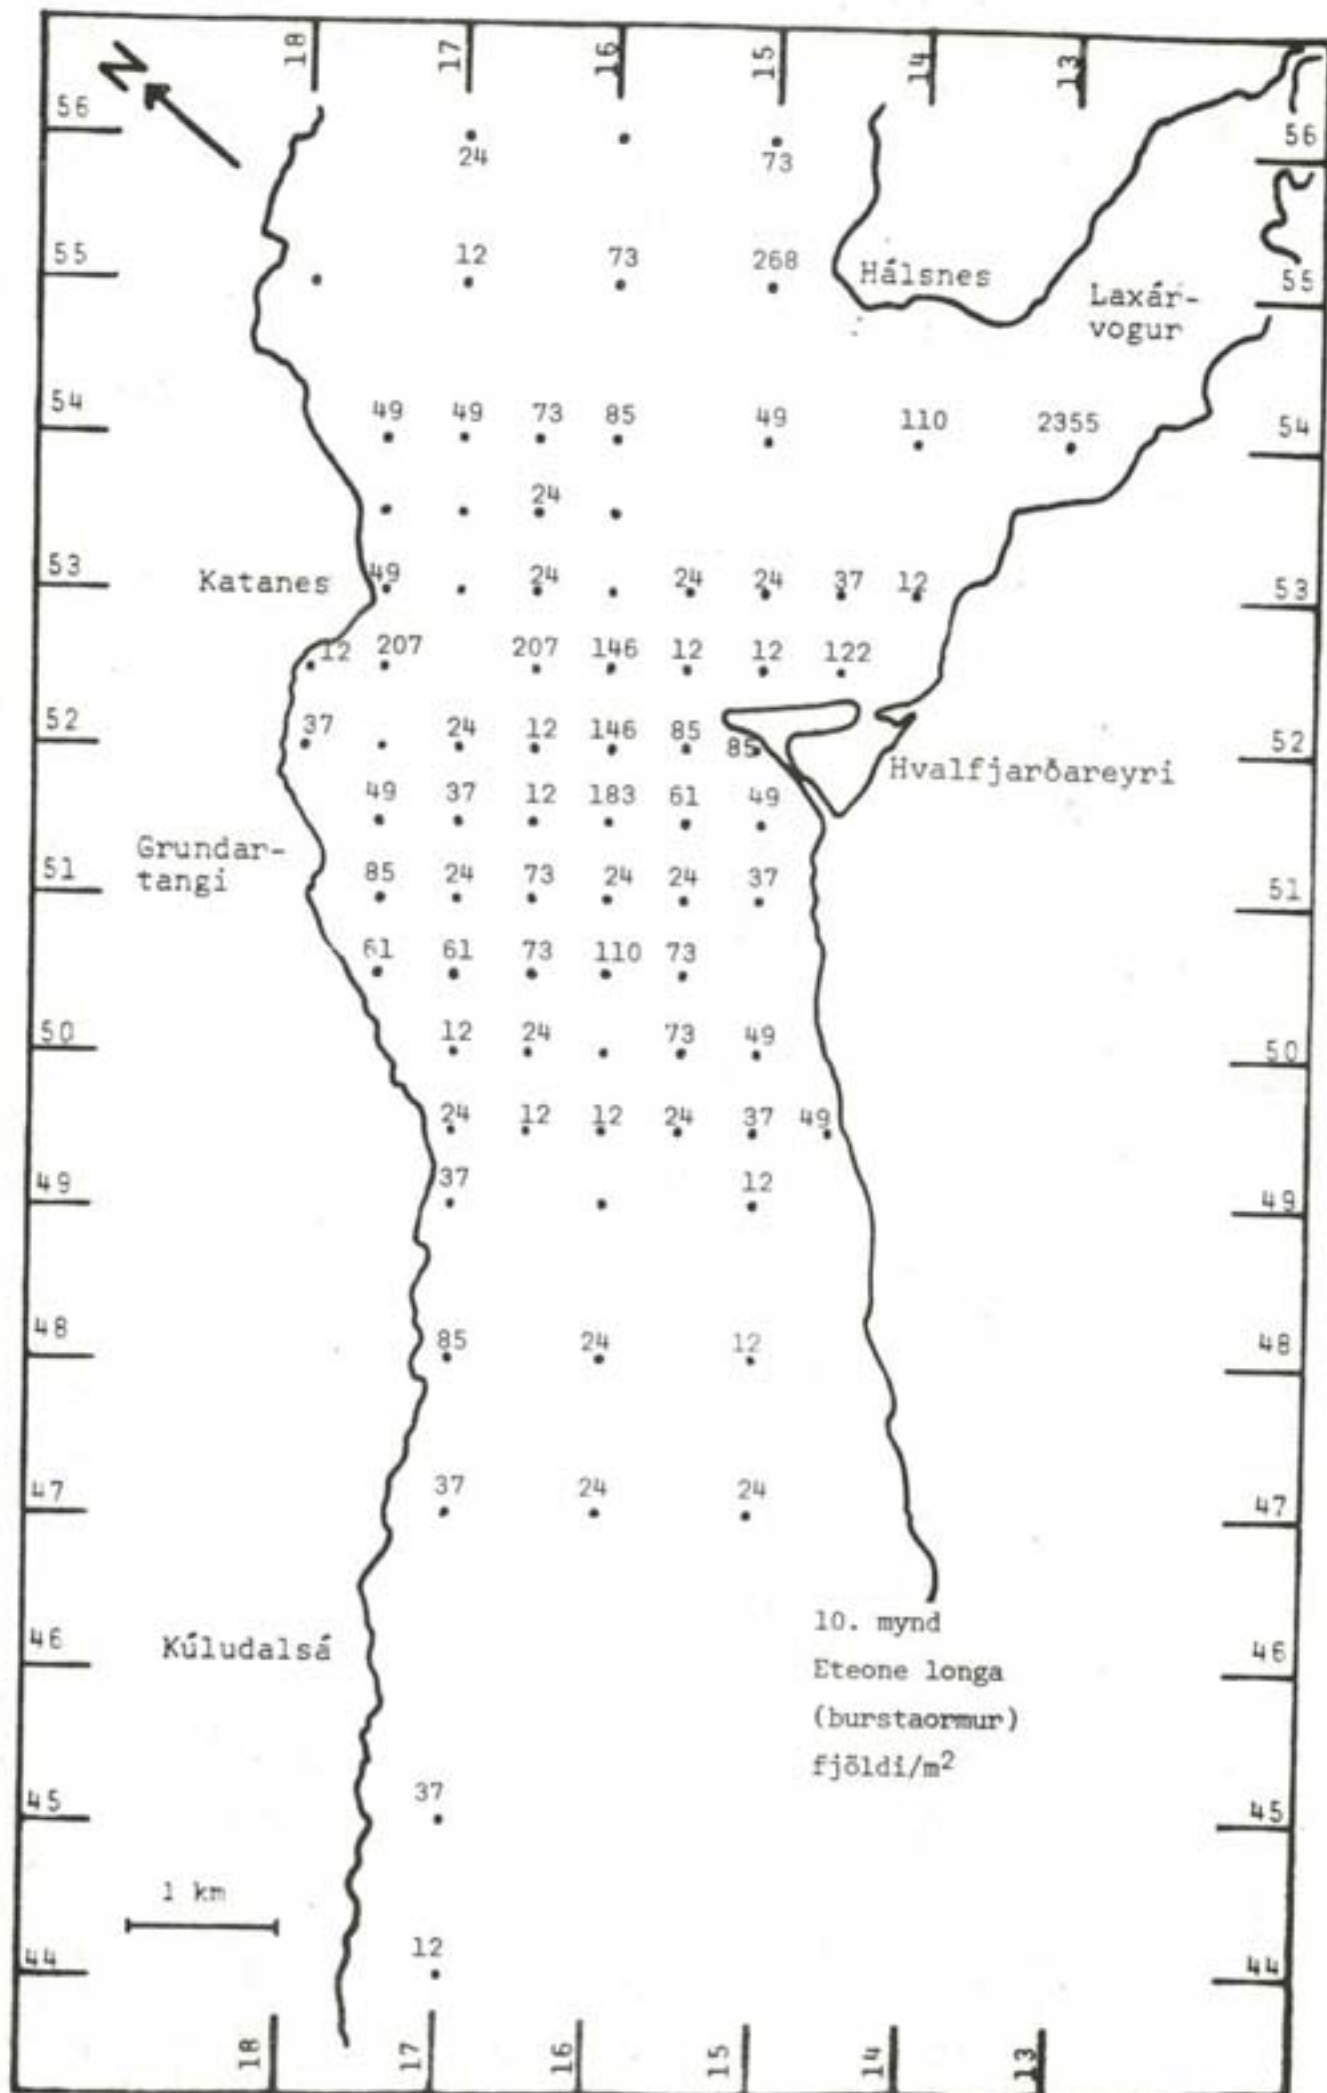 N
18 17 16 15 14 13
56 56
24 73
55 12 73 268 55
Hálsnes
Laxár-
vogur
54 49 49 73 85 49 110 2355 54
24
53 49 24 24 24 37 12 53
Katanes
12 207 207 146 12 12 122
52 37 24 12 146 85 85 52
Hvalfjarðareyri
49 37 12 183 61 49
Grundar-
tangi
51 85 24 73 24 24 37 51
61 61 73 110 73
50 12 24 73 49 50
24 12 12 24 37 49
49 37 12 49
48 85 24 12 48
47 37 24 24 47
46 46
Kúludalsá
10. mynd
Eteone longa
(burstaormur)
fjöldi/m²
45 37 45
1 km
44 12 44
18 17 16 15 14 13